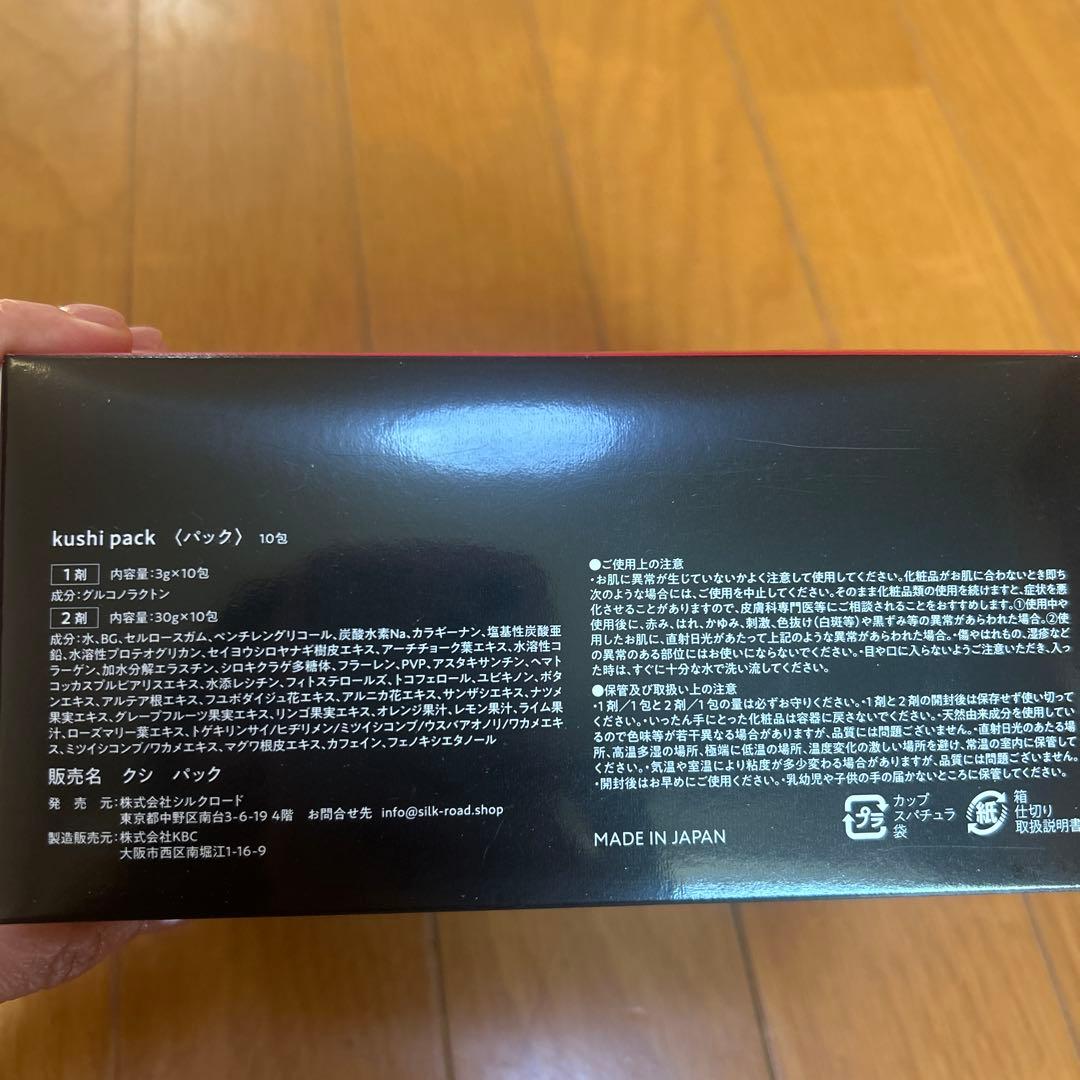 kushi pack 〈パック〉 10包
1剤 内容量:3g×10包
成分:グルコノラクトン
2剤 内容量:30g×10包
成分:水、BG、セルロースガム、ペンチレングリコール、炭酸水素Na、カラギーナン、塩基性炭酸亜
鉛、水溶性プロテオグリカン、セイヨウシロヤナギ樹皮エキス、アーチチョーク葉エキス、水溶性コ
ラーゲン、加水分解エラスチン、シロキクラゲ多糖体、フラーレン、PVP、アスタキサンチン、ヘマト
コッカスプルビアリスエキス、水添レシチン、フィトステロールズ、トコフェロール、ユビキノン、ボタ
ンエキス、アルテア根エキス、フユボダイジュ花エキス、アルニカ花エキス、サンザシエキス、ナツメ
果実エキス、グレープフルーツ果実エキス、リンゴ果実エキス、オレンジ果汁、レモン果汁、ライム果
汁、ローズマリー葉エキス、トゲキリンサイ/ヒヂリメン/ミツイシコンブ/ウスバアオノリ/ワカメエキ
ス、ミツイシコンブ/ワカメエキス、マグワ根皮エキス、カフェイン、フェノキシエタノール
販売名 クシ パック
発売元:株式会社シルクロード
東京都中野区南台3-6-19 4階 お問合せ先 info@silk-road.shop
製造販売元:株式会社KBC
大阪市西区南堀江1-16-9
●ご使用上の注意
・お肌に異常が生じていないかよく注意して使用してください。化粧品がお肌に合わないとき即ち
次のような場合には、ご使用を中止してください。そのまま化粧品類の使用を続けますと、症状を悪
化させることがありますので、皮膚科専門医等にご相談されることをおすすめします。①使用中や
使用後に、赤み、はれ、かゆみ、刺激、色抜け(白斑等)や黒ずみ等の異常があらわれた場合。②使
用したお肌に、直射日光があたって上記のような異常があらわれた場合。・傷やはれもの、湿疹など
の異常のある部位にはお使いにならないでください。・目や口に入らないようご注意いただき、入っ
た時は、すぐに十分な水で洗い流してください。
●保管及び取扱い上の注意
・1剤/1包と2剤/1包の量は必ずお守りください。・1剤と2剤の開封後は保存せず使い切って
ください。・いったん手にとった化粧品は容器に戻さないでください。・天然由来成分を使用してい
るので色味等が若干異なる場合がありますが、品質には問題ございません。・直射日光のあたる場
所、高温多湿の場所、極端に低温の場所、温度変化の激しい場所を避け、常温の室内に保管して
ください。・気温や室温により粘度が多少変わる場合がありますが、品質には問題ございません。
・開封後はお早めにご使用ください。・乳幼児や子供の手の届かないところに保管してください。
MADE IN JAPAN
プラ カップ
スパチュラ
袋
紙 箱
仕切り
取扱説明書